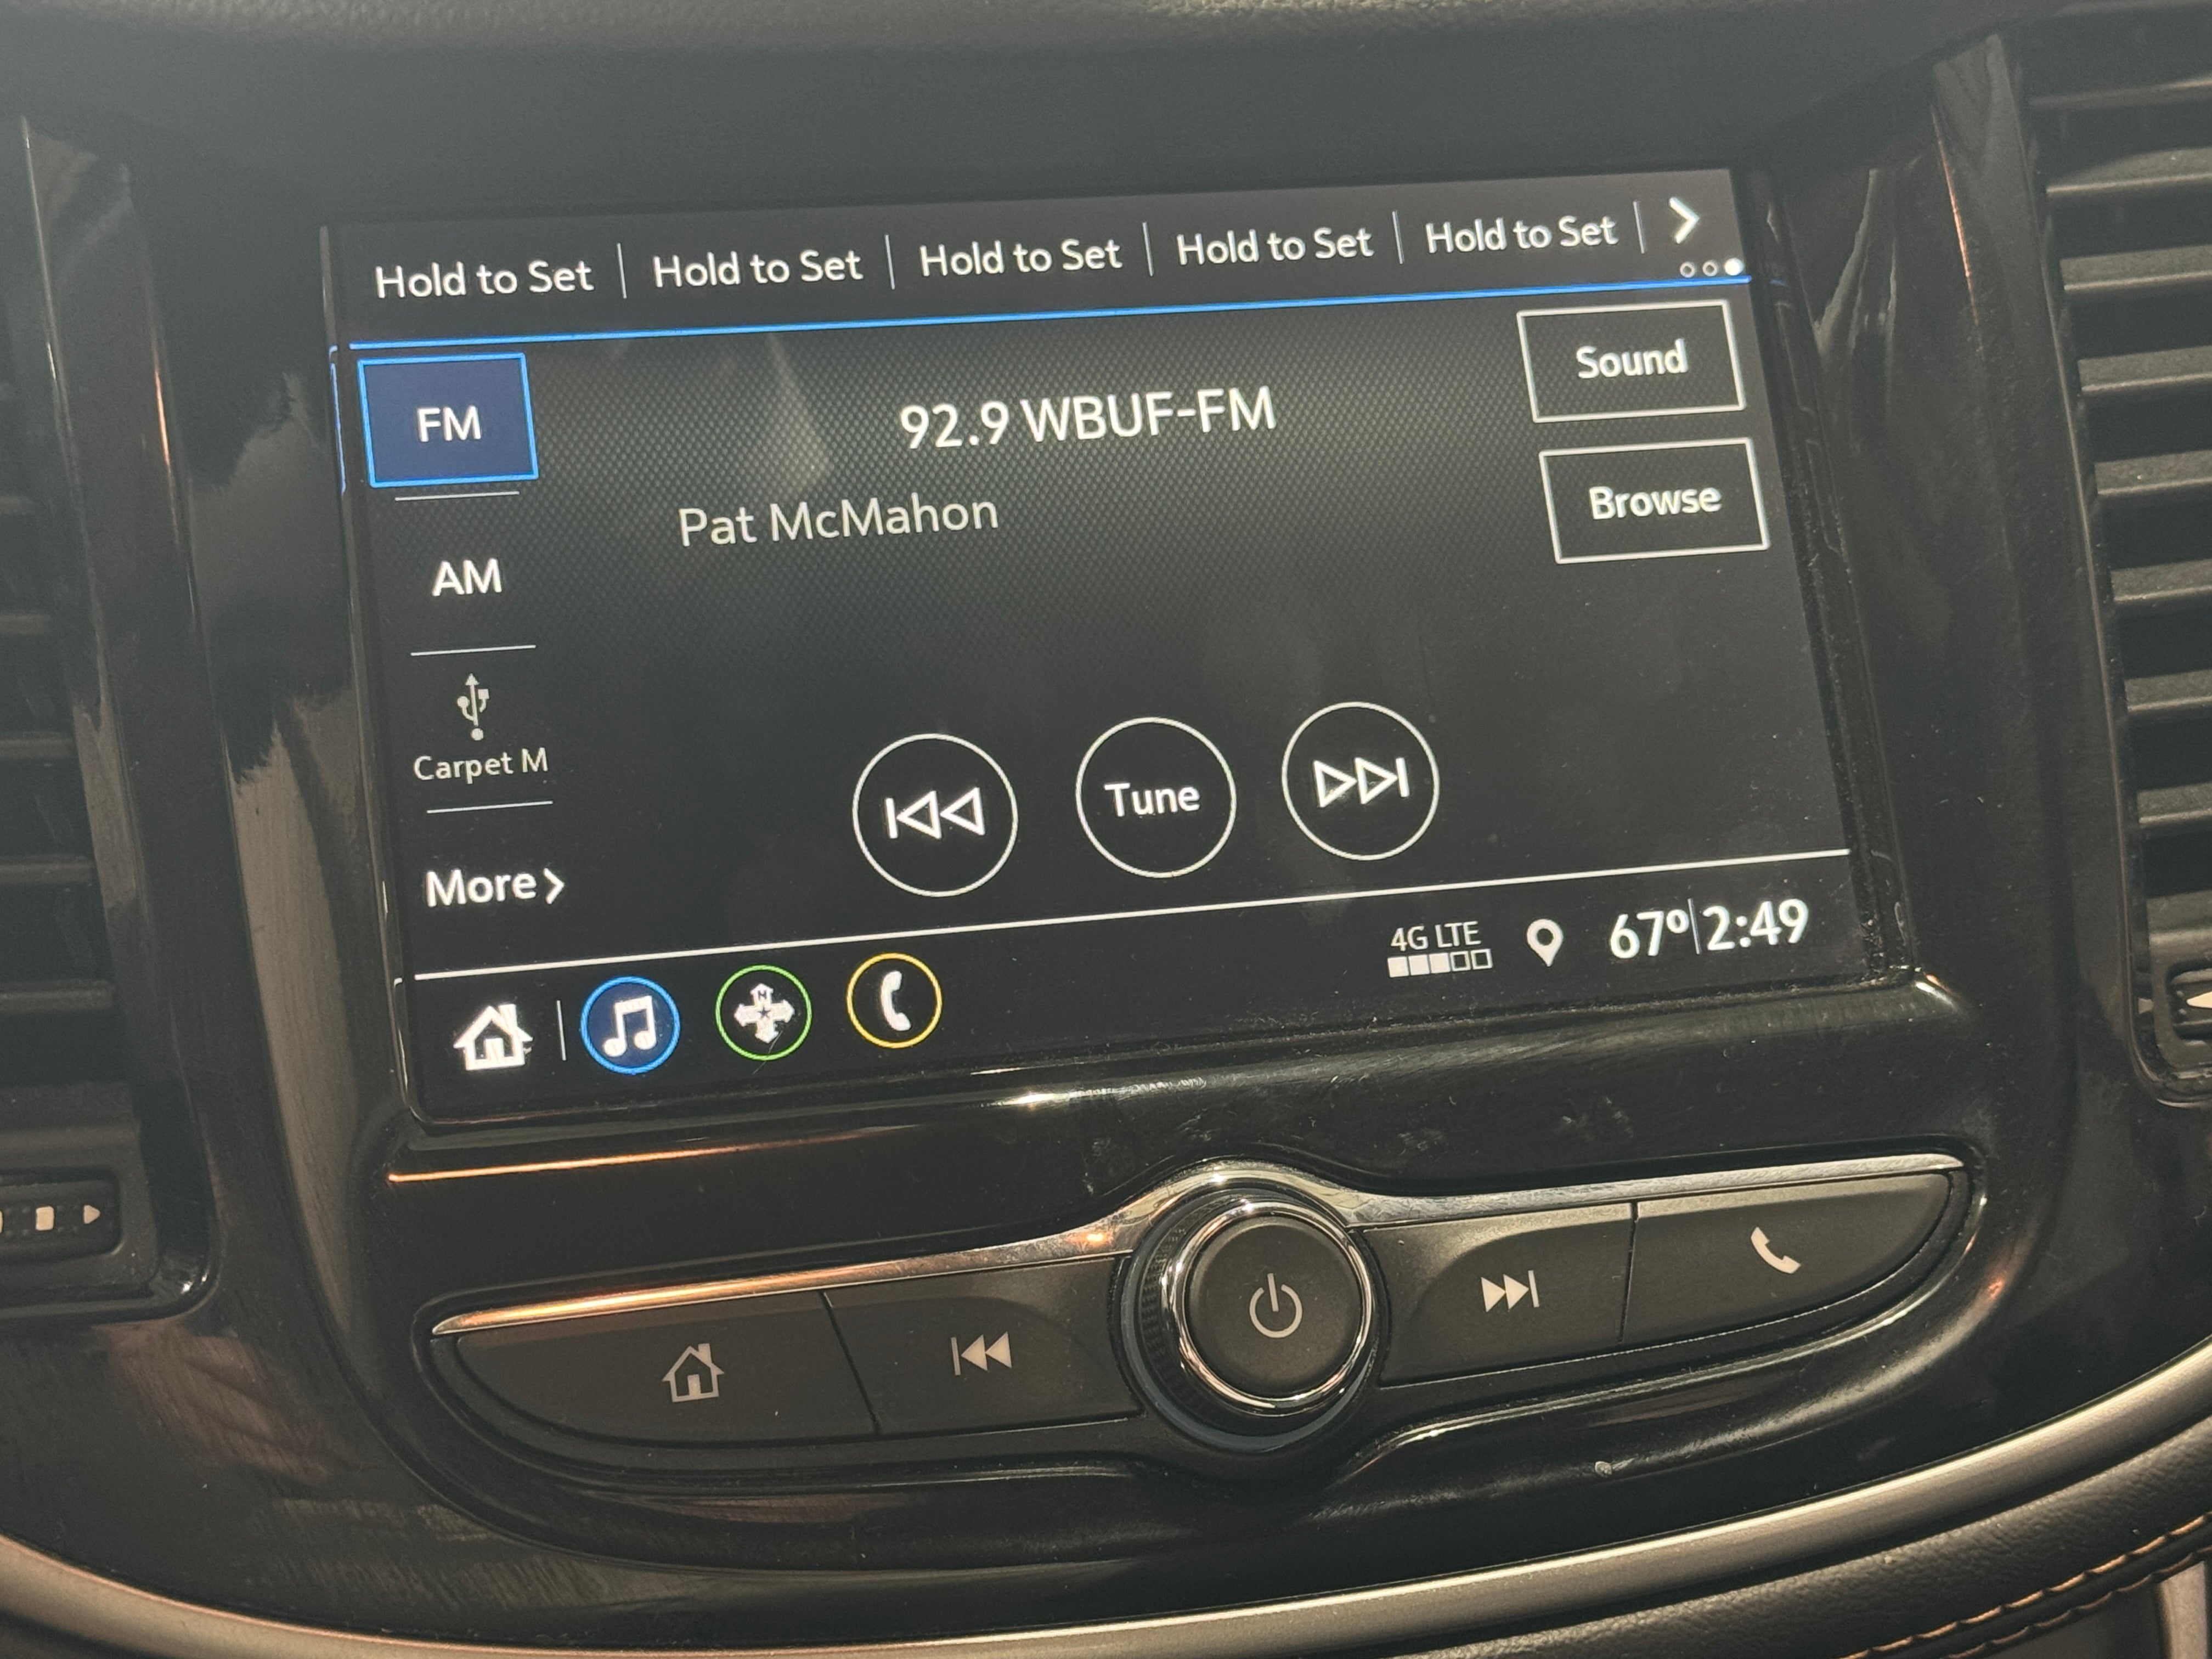 Hold to Set Hold to Set Hold to Set Hold to Set Hold to Set
FM
92.9 WBUF-FM
Sound
Pat McMahon
Browse
AM
Carpet M
Tune
More
4G LTE
67° 2:49
N